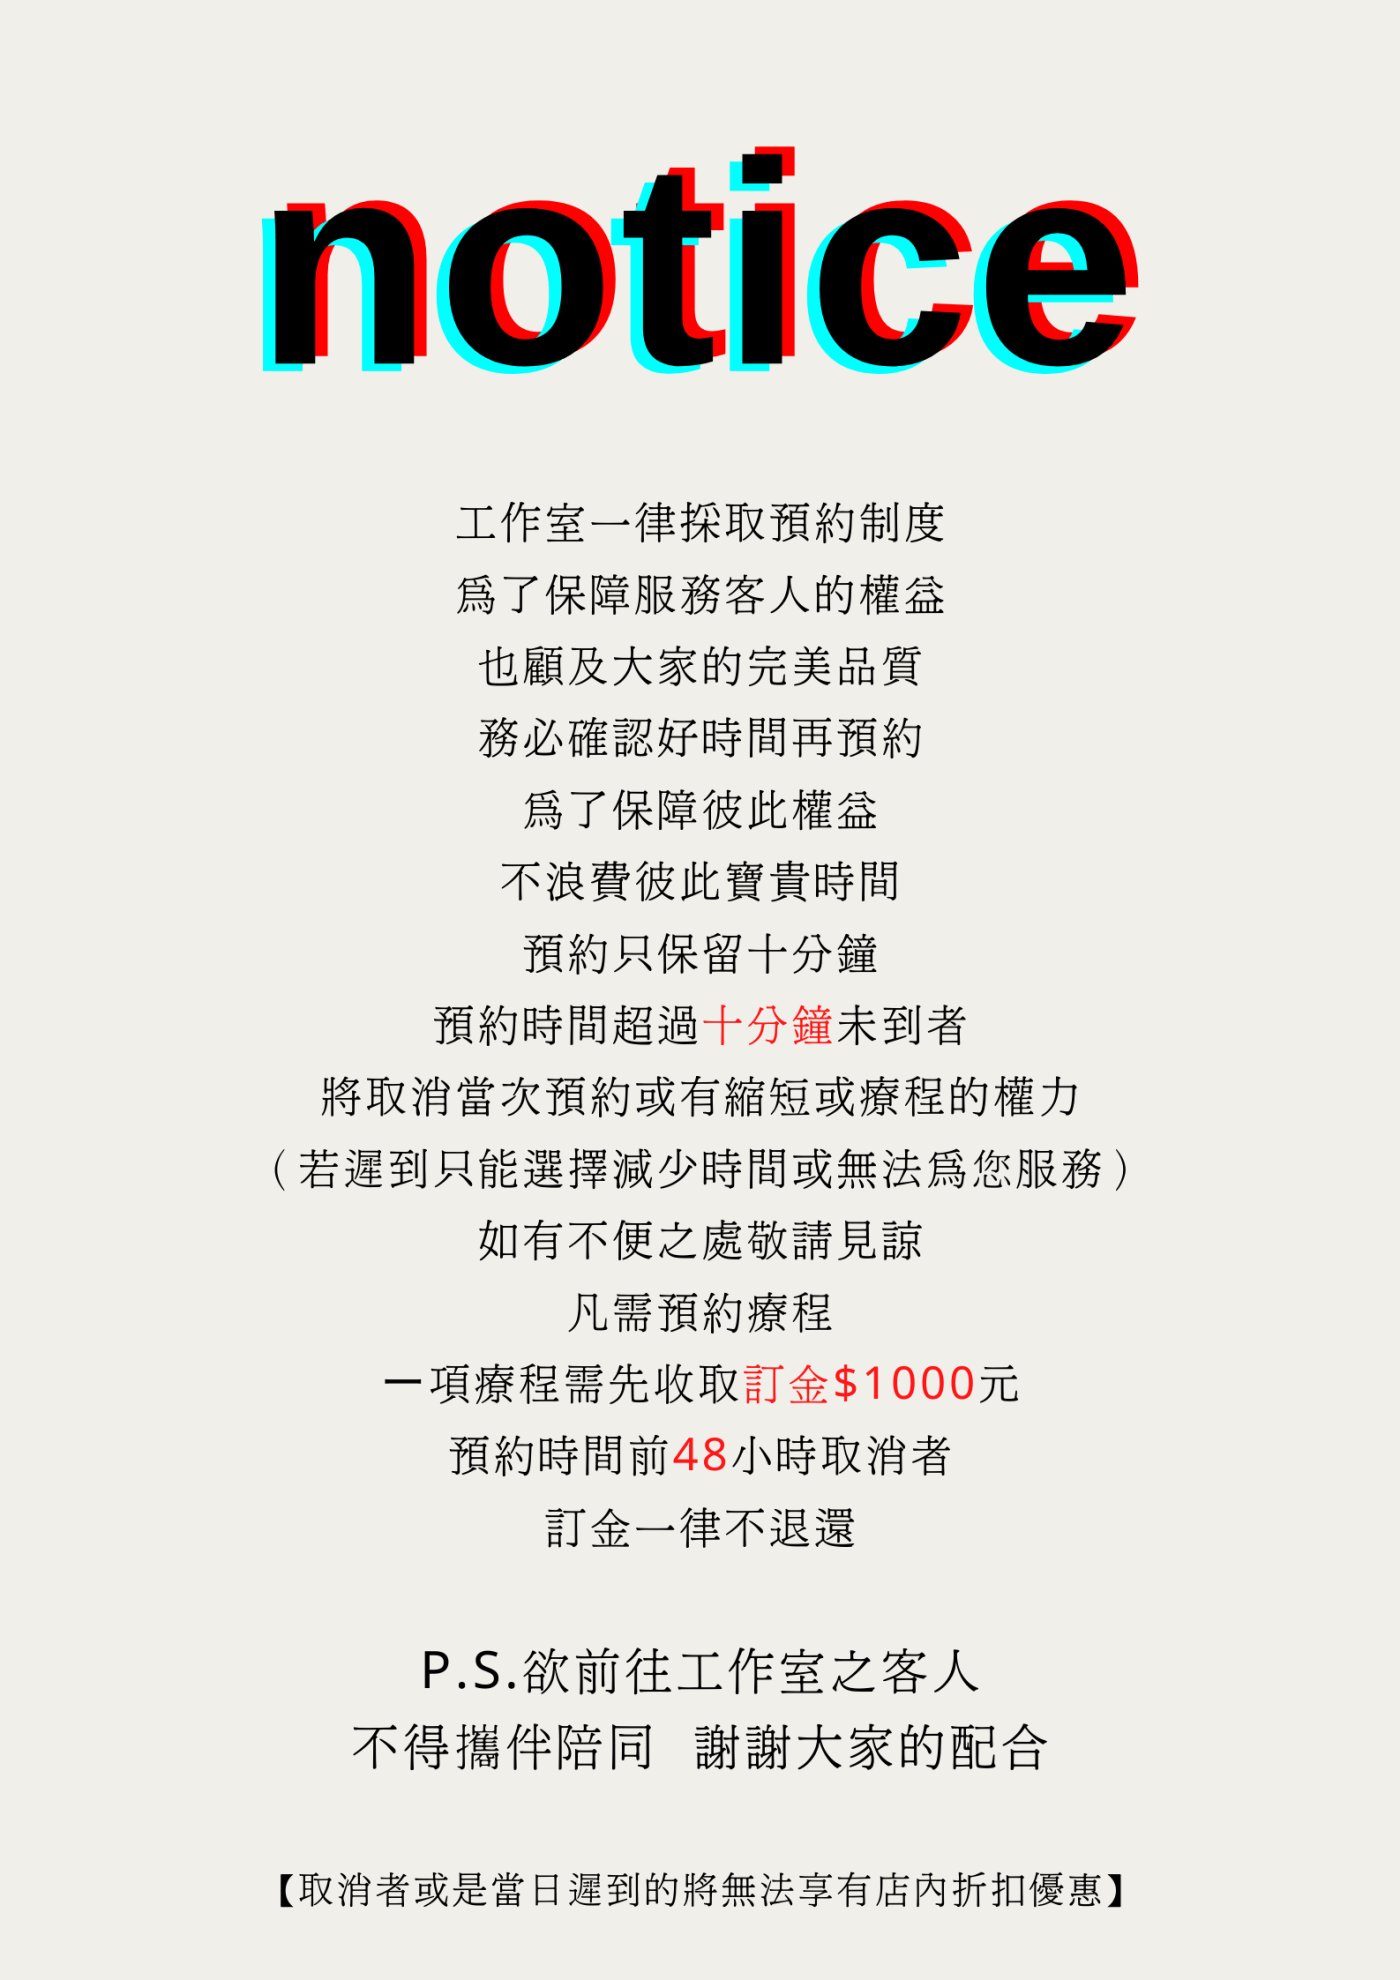 notice
工作室一律採取預約制度
爲了保障服務客人的權益
也顧及大家的完美品質
務必確認好時間再預約
爲了保障彼此權益
不浪費彼此寶貴時間
預約只保留十分鐘
預約時間超過十分鐘未到者
將取消當次預約或有縮短或療程的權力
（若遲到只能選擇減少時間或無法爲您服務）
如有不便之處敬請見諒
凡需預約療程
一項療程需先收取訂金$1000元
預約時間前48小時取消者
訂金一律不退還
P.S.欲前往工作室之客人
不得攜伴陪同 謝謝大家的配合
【取消者或是當日遲到的將無法享有店內折扣優惠】